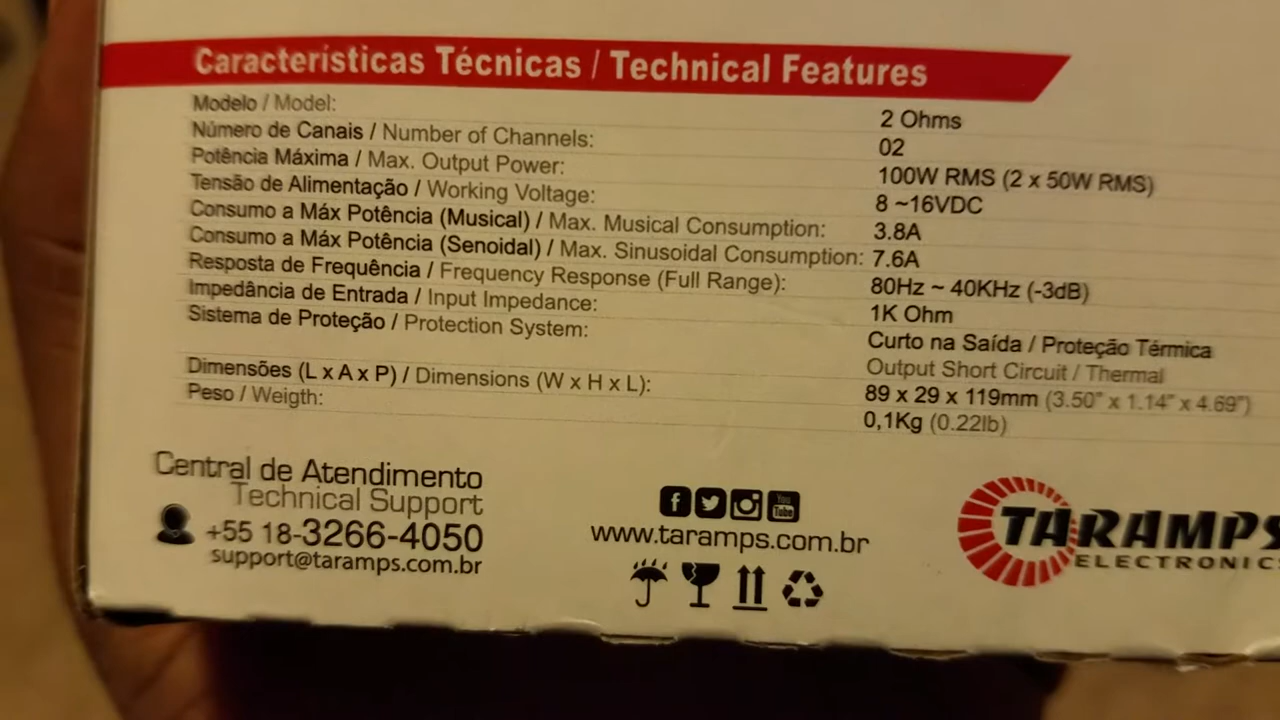 Características Técnicas / Technical Features
Modelo / Model: 2 Ohms
Número de Canais / Number of Channels: 02
Potência Máxima / Max. Output Power: 100W RMS (2 x 50W RMS)
Tensão de Alimentação / Working Voltage: 8 ~16VDC
Consumo a Máx Potência (Musical) / Max. Musical Consumption: 3.8A
Consumo a Máx Potência (Senoidal) / Max. Sinusoidal Consumption: 7.6A
Resposta de Frequência / Frequency Response (Full Range): 80Hz ~ 40KHz (-3dB)
Impedância de Entrada / Input Impedance: 1K Ohm
Sistema de Proteção / Protection System: Curto na Saída / Proteção Térmica
Output Short Circuit / Thermal
Dimensões (L x A x P) / Dimensions (W x H x L): 89 x 29 x 119mm (3.50" x 1.14" x 4.69")
Peso / Weigth: 0,1Kg (0.22lb)
Central de Atendimento
Technical Support
+55 18-3266-4050
support@taramps.com.br
You Tube
www.taramps.com.br
TARAMPS
ELECTRONIC